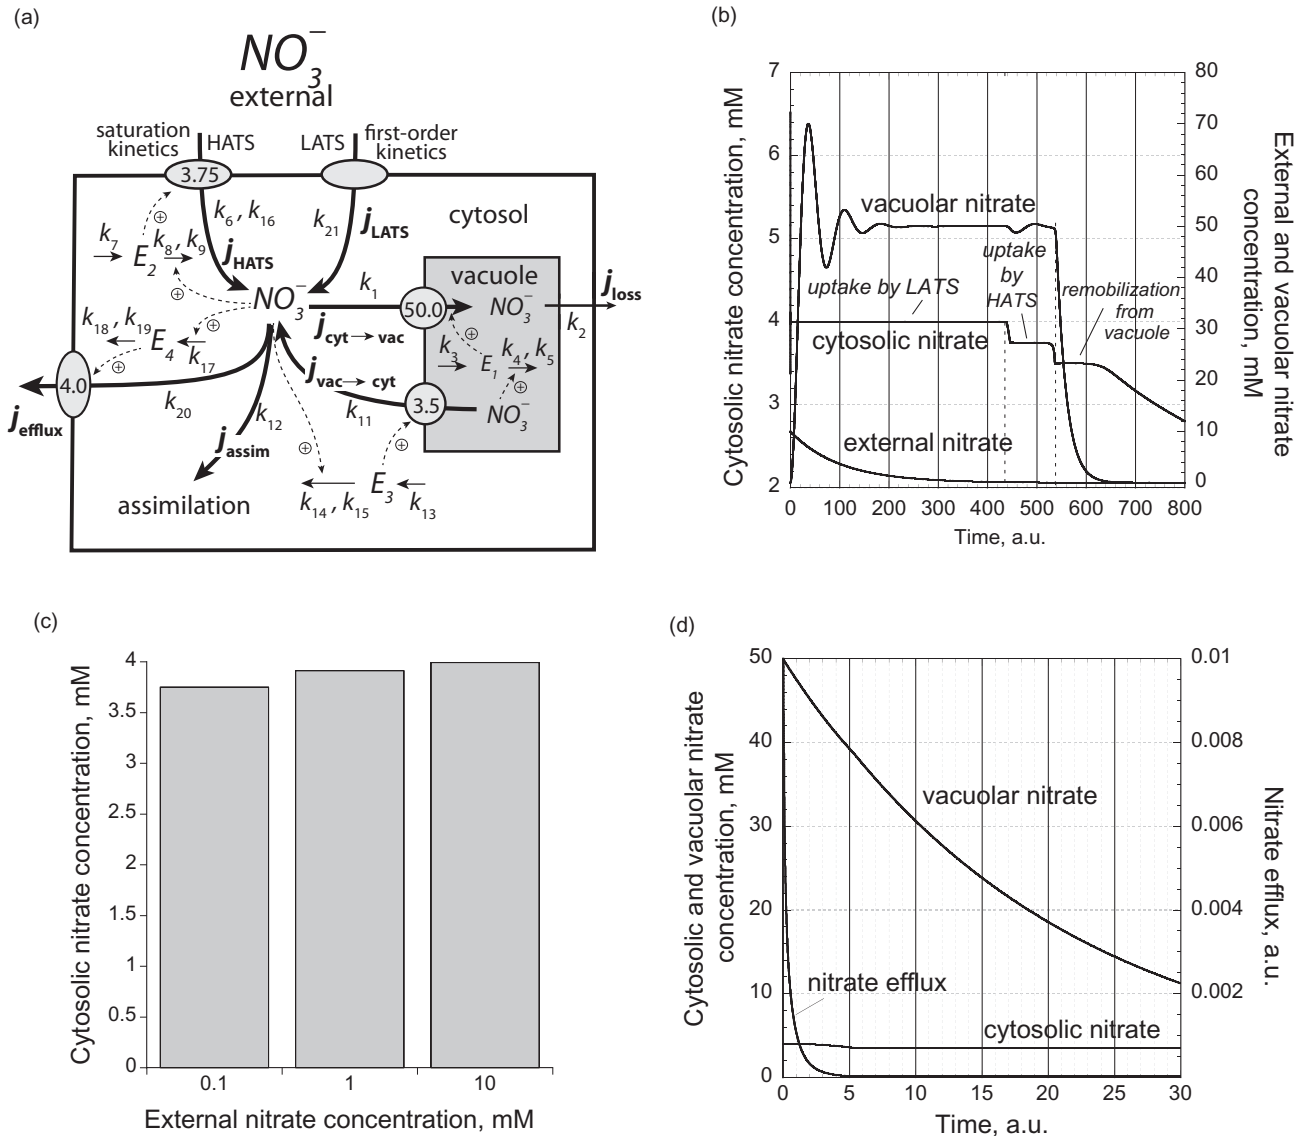 (a)
NO₃⁻
external
saturation
kinetics
HATS
LATS
first-order
kinetics
3.75
k₆ , k₁₆
k₂₁
j_LATS
cytosol
k₇
E₂
k₈, k₉
j_HATS
NO₃⁻
k₁
vacuole
50.0
NO₃⁻
j_loss
k₂
k₁₈ , k₁₉
E₄
k₁₇
j_cyt→vac
k₃
E₁
k₄, k₅
4.0
j_vac→cyt
3.5
NO₃⁻
k₂₀
k₁₂
k₁₁
j_efflux
j_assim
assimilation
k₁₄ , k₁₅
E₃
k₁₃
(b)
Cytosolic nitrate concentration, mM
7
6
5
4
3
2
80
70
60
50
40
30
20
10
0
External and vacuolar nitrate
concentration, mM
vacuolar nitrate
uptake
by
HATS
uptake by LATS
remobilization
from
vacuole
cytosolic nitrate
external nitrate
0 100 200 300 400 500 600 700 800
Time, a.u.
(c)
Cytosolic nitrate concentration, mM
4
3.5
3
2.5
2
1.5
1
0.5
0
0.1 1 10
External nitrate concentration, mM
(d)
Cytosolic and vacuolar nitrate
concentration, mM
50
40
30
20
10
0
0.01
0.008
0.006
0.004
0.002
Nitrate efflux, a.u.
vacuolar nitrate
nitrate efflux
cytosolic nitrate
0 5 10 15 20 25 30
Time, a.u.